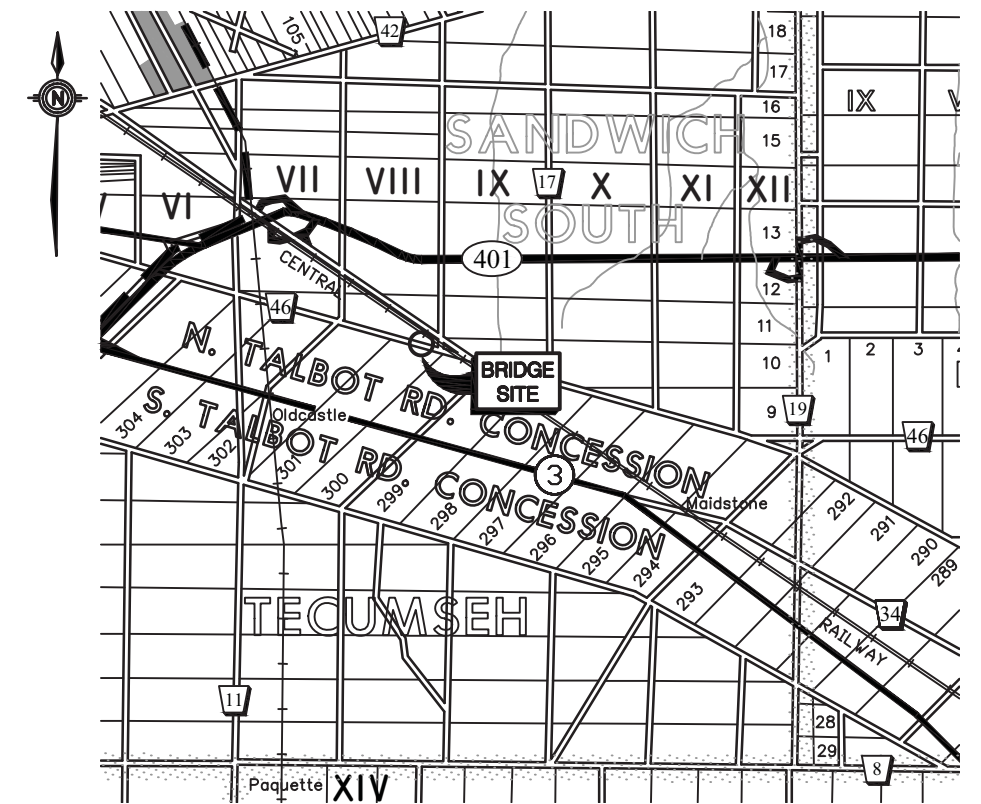 105
42
18
17
16
15
IX
SANDWICH
N
VI
VII
VIII
IX
17
X
XI
XII
SOUTH
13
401
CENTRAL
12
46
11
N. TALBOT RD. CONCESSION
BRIDGE
SITE
10
1
2
3
9
19
46
S. TALBOT RD. CONCESSION
Oldcastle
3
Maidstone
304
303
302
301
300
299
298
297
296
295
294
293
292
291
290
289
TECUMSEH
34
RAILWAY
11
28
29
8
Paquette
XIV